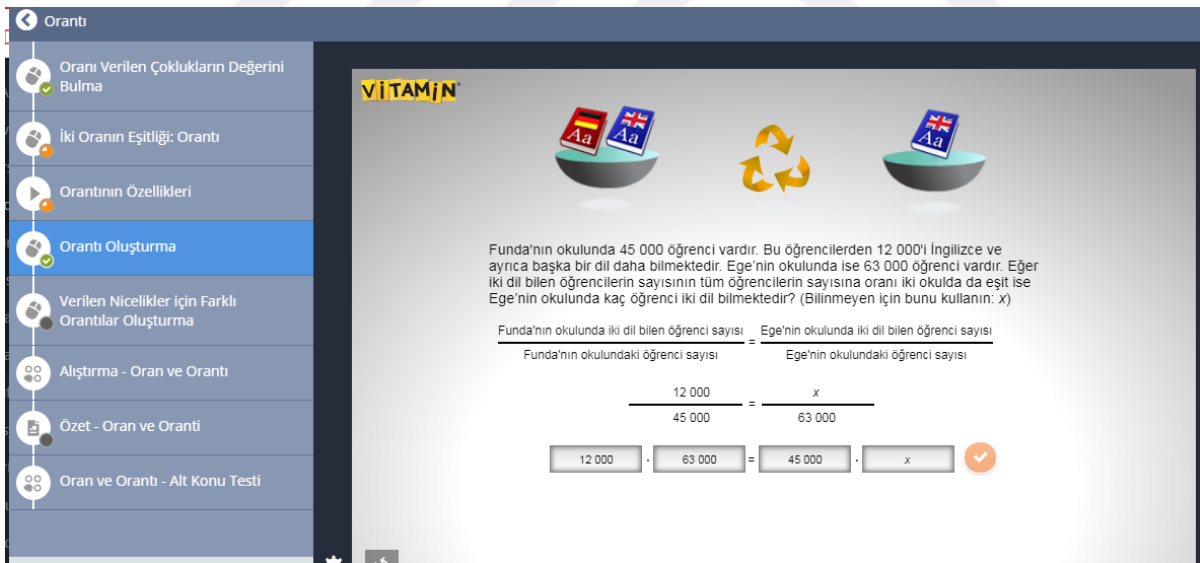 Orantı
Oranı Verilen Çoklukların Değerini
Bulma
İki Oranın Eşitliği: Orantı
Orantının Özellikleri
Orantı Oluşturma
Verilen Nicelikler için Farklı
Orantılar Oluşturma
Alıştırma - Oran ve Orantı
Özet - Oran ve Oranti
Oran ve Orantı - Alt Konu Testi
VİTAMİN
Aa Aa Aa
Funda'nın okulunda 45 000 öğrenci vardır. Bu öğrencilerden 12 000'i İngilizce ve
ayrıca başka bir dil daha bilmektedir. Ege'nin okulunda ise 63 000 öğrenci vardır. Eğer
iki dil bilen öğrencilerin sayısının tüm öğrencilerin sayısına oranı iki okulda da eşit ise
Ege'nin okulunda kaç öğrenci iki dil bilmektedir? (Bilinmeyen için bunu kullanın: x)
Funda'nın okulunda iki dil bilen öğrenci sayısı = Ege'nin okulunda iki dil bilen öğrenci sayısı
Funda'nın okulundaki öğrenci sayısı Ege'nin okulundaki öğrenci sayısı
12 000 = x
45 000 63 000
12 000 . 63 000 = 45 000 . x